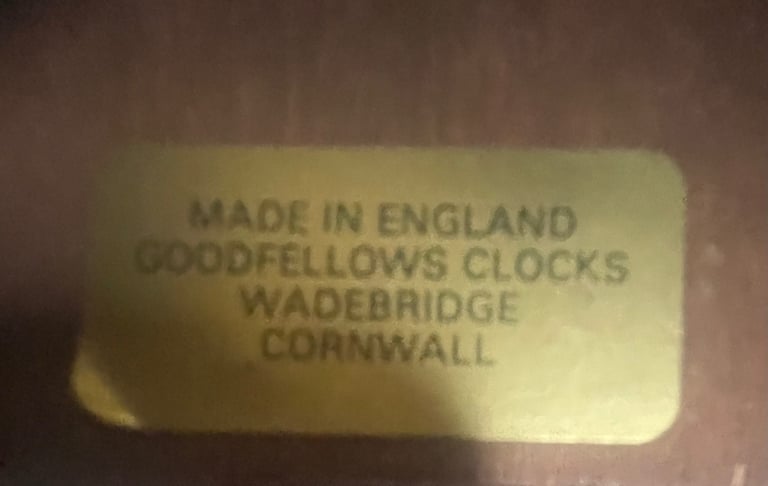 MADE IN ENGLAND
GOODFELLOWS CLOCKS
WADEBRIDGE
CORNWALL